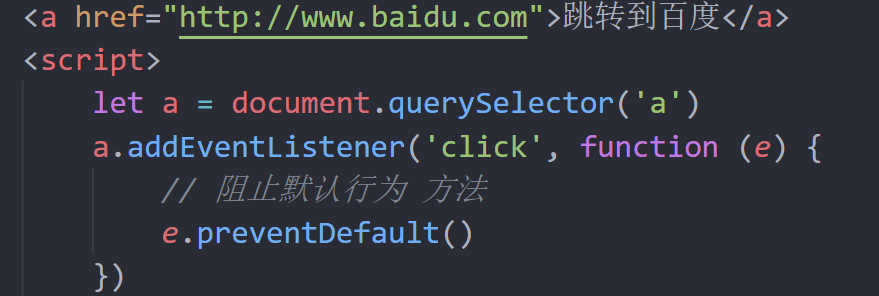 <a href="http://www.baidu.com">跳转到百度</a>
<script>
let a = document.querySelector('a')
a.addEventListener('click', function (e) {
// 阻止默认行为 方法
e.preventDefault()
})